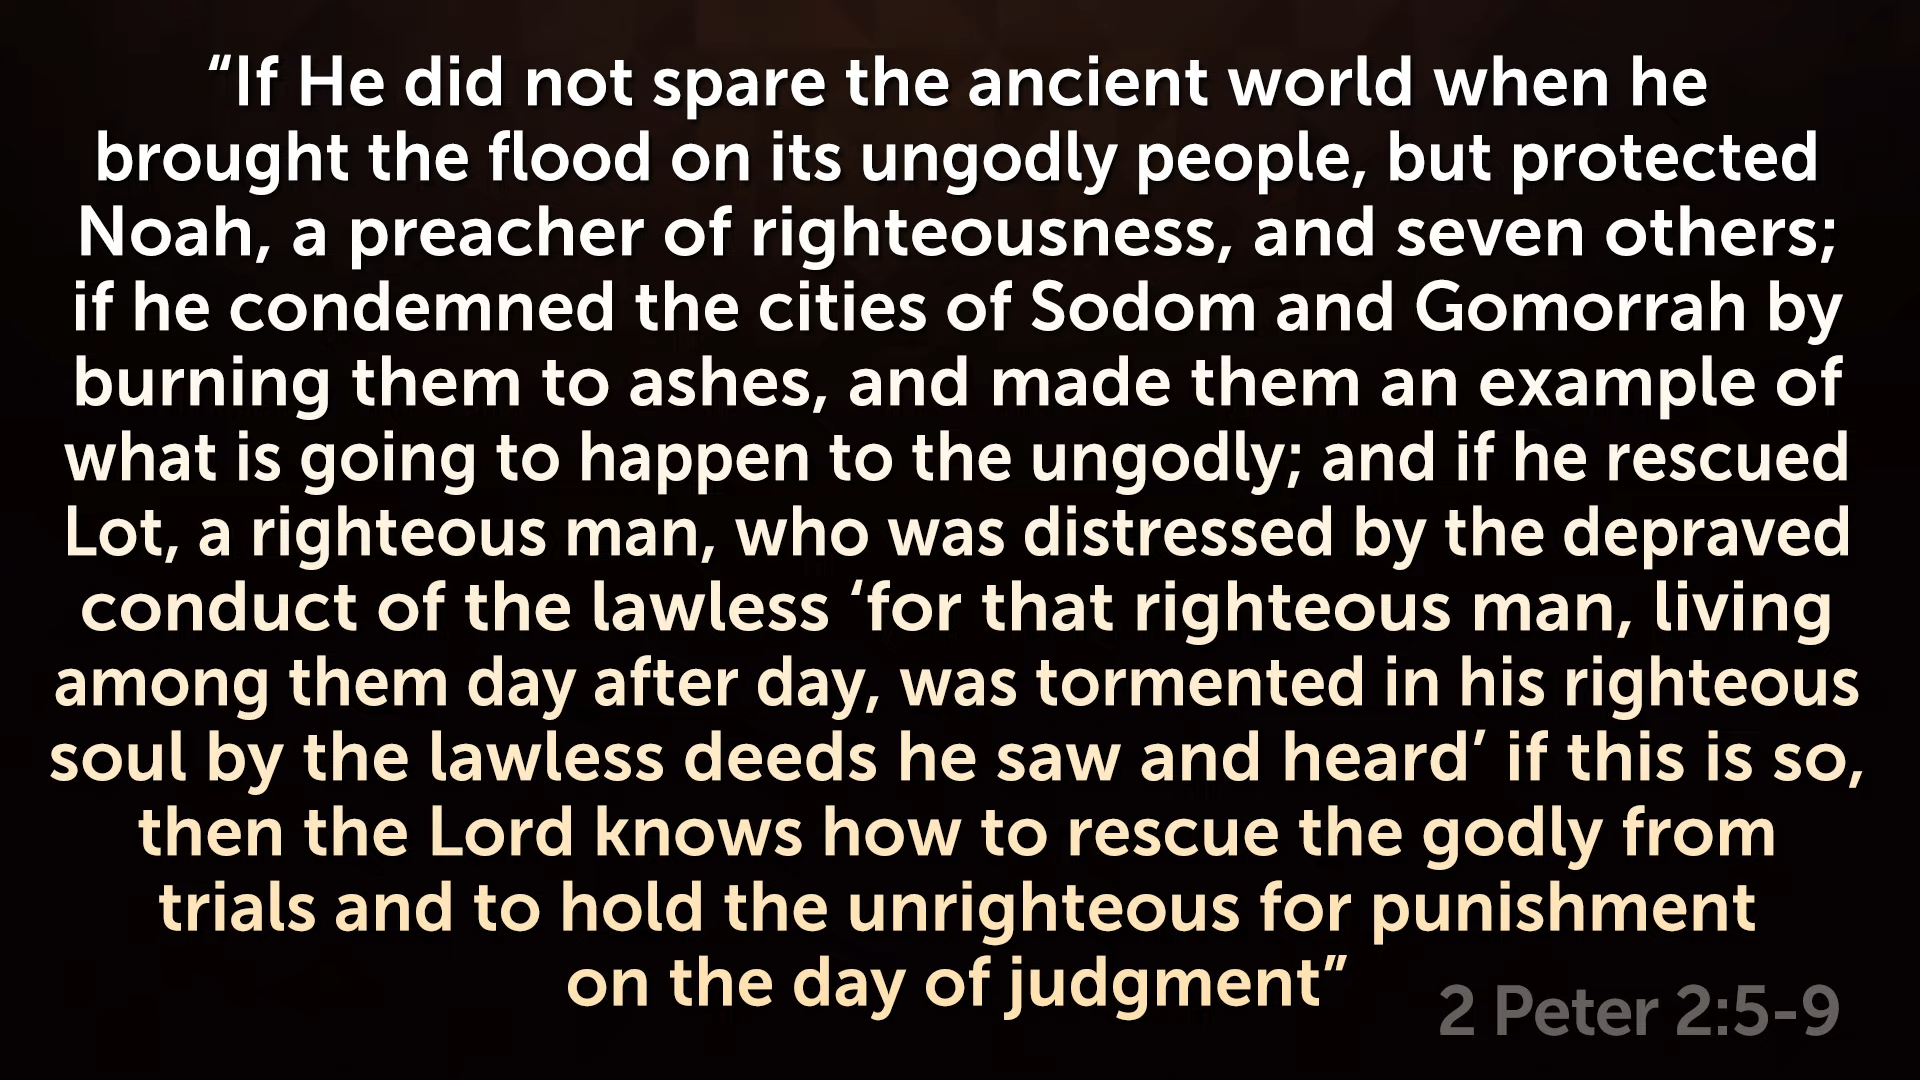 “If He did not spare the ancient world when he
brought the flood on its ungodly people, but protected
Noah, a preacher of righteousness, and seven others;
if he condemned the cities of Sodom and Gomorrah by
burning them to ashes, and made them an example of
what is going to happen to the ungodly; and if he rescued
Lot, a righteous man, who was distressed by the depraved
conduct of the lawless ‘for that righteous man, living
among them day after day, was tormented in his righteous
soul by the lawless deeds he saw and heard’ if this is so,
then the Lord knows how to rescue the godly from
trials and to hold the unrighteous for punishment
on the day of judgment”
2 Peter 2:5-9